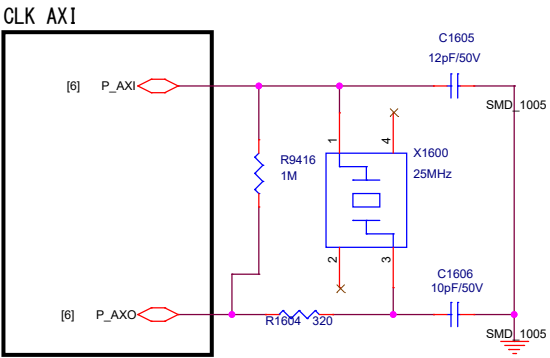 CLK AXI
C1605
12pF/50V
[6] P_AXI
SMD_1005
1
4
R9416
1M
X1600
25MHz
2
3
C1606
10pF/50V
[6] P_AXO
R1604 320
SMD_1005